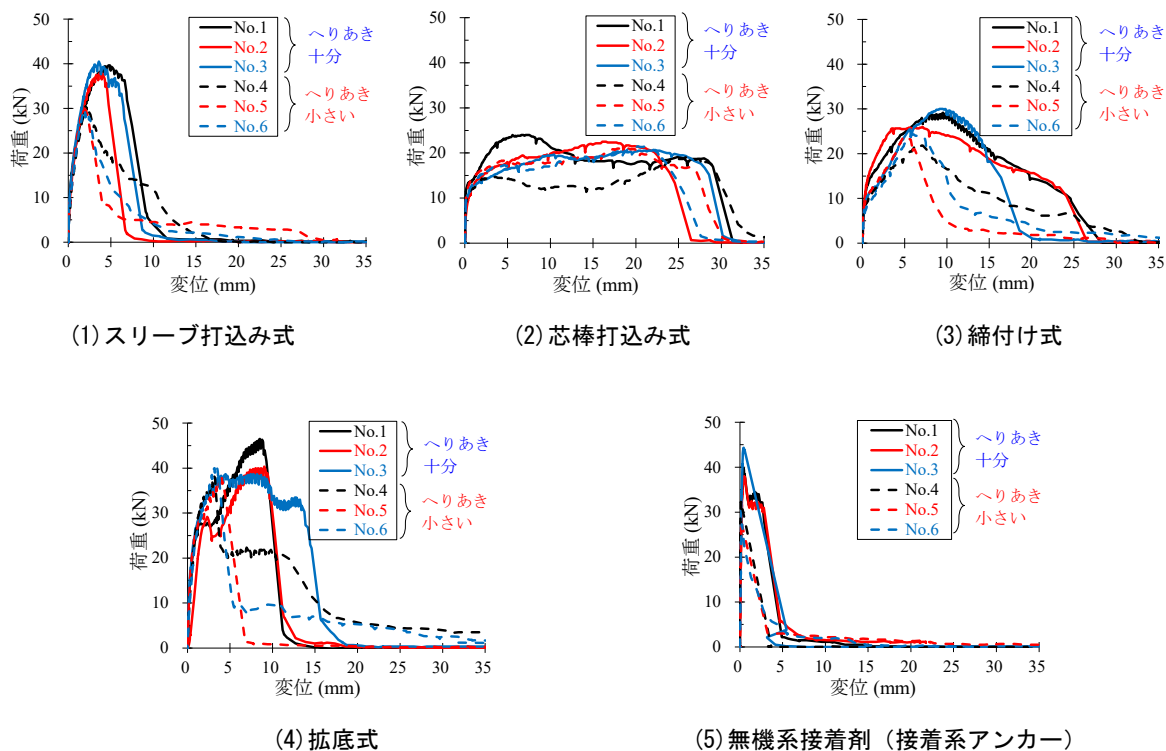 50
40
30
20
10
0
荷重 (kN)
No.1
No.2
No.3
No.4
No.5
No.6
へりあき
十分
へりあき
小さい
0 5 10 15 20 25 30 35
変位 (mm)
(1)スリーブ打込み式
50
40
30
20
10
0
荷重 (kN)
No.1
No.2
No.3
No.4
No.5
No.6
へりあき
十分
へりあき
小さい
0 5 10 15 20 25 30 35
変位 (mm)
(2)芯棒打込み式
50
40
30
20
10
0
荷重 (kN)
No.1
No.2
No.3
No.4
No.5
No.6
へりあき
十分
へりあき
小さい
0 5 10 15 20 25 30 35
変位 (mm)
(3)締付け式
50
40
30
20
10
0
荷重 (kN)
No.1
No.2
No.3
No.4
No.5
No.6
へりあき
十分
へりあき
小さい
0 5 10 15 20 25 30 35
変位 (mm)
(4)拡底式
50
40
30
20
10
0
荷重 (kN)
No.1
No.2
No.3
No.4
No.5
No.6
へりあき
十分
へりあき
小さい
0 5 10 15 20 25 30 35
変位 (mm)
(5)無機系接着剤（接着系アンカー）